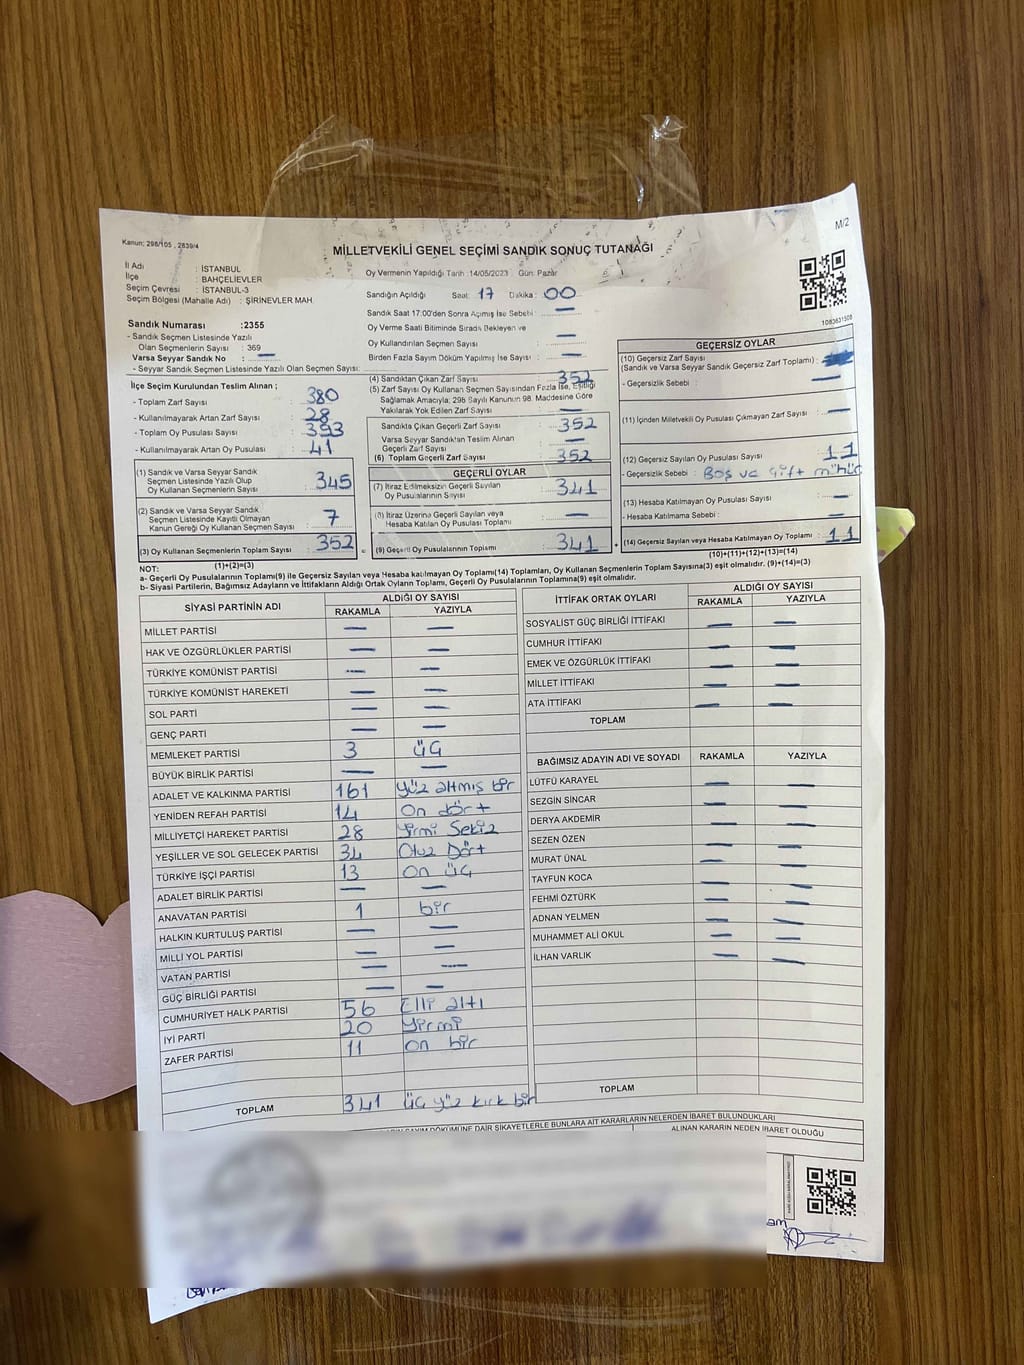 M/2
Kanun; 298/105 , 2839/4
MİLLETVEKİLİ GENEL SEÇİMİ SANDIK SONUÇ TUTANAĞI
İl Adı : İSTANBUL
İlçe : BAHÇELİEVLER
Seçim Çevresi : İSTANBUL-3
Seçim Bölgesi (Mahalle Adı) : ŞİRİNEVLER MAH.
Oy Vermenin Yapıldığı Tarih :14/05/2023 Gün: Pazar
Sandığın Açıldığı Saat: 17 Dakika: 00
Sandık Saat 17:00'den Sonra Açılmış İse Sebebi : —
Oy Verme Saati Bitiminde Sırada Bekleyen ve
Oy Kullandırılan Seçmen Sayısı : —
Birden Fazla Sayım Döküm Yapılmış İse Sayısı : —
1083631508
Sandık Numarası :2355
- Sandık Seçmen Listesinde Yazılı
Olan Seçmenlerin Sayısı : 369
Varsa Seyyar Sandık No : —
- Seyyar Sandık Seçmen Listesinde Yazılı Olan Seçmen Sayısı:
İlçe Seçim Kurulundan Teslim Alınan ;
- Toplam Zarf Sayısı : 380
- Kullanılmayarak Artan Zarf Sayısı : 28
- Toplam Oy Pusulası Sayısı : 393
- Kullanılmayarak Artan Oy Pusulası : 41
(1) Sandık ve Varsa Seyyar Sandık
Seçmen Listesinde Yazılı Olup
Oy Kullanan Seçmenlerin Sayısı : 345
(2) Sandık ve Varsa Seyyar Sandık
Seçmen Listesinde Kayıtlı Olmayan
Kanun Gereği Oy Kullanan Seçmen Sayısı : 7
(3) Oy Kullanan Seçmenlerin Toplam Sayısı : 352
(1)+(2)=(3)
(4) Sandıktan Çıkan Zarf Sayısı : 352
(5) Zarf Sayısı Oy Kullanan Seçmen Sayısından Fazla İse, Eşitliği
Sağlamak Amacıyla; 298 Sayılı Kanunun 98. Maddesine Göre
Yakılarak Yok Edilen Zarf Sayısı : —
Sandıkta Çıkan Geçerli Zarf Sayısı : 352
Varsa Seyyar Sandıktan Teslim Alınan
Geçerli Zarf Sayısı : —
(6) Toplam Geçerli Zarf Sayısı : 352
GEÇERLİ OYLAR
(7) İtiraz Edilmeksizin Geçerli Sayılan
Oy Pusulalarının Sayısı : 341
(8) İtiraz Üzerine Geçerli Sayılan veya
Hesaba Katılan Oy Pusulası Toplamı : —
(9) Geçerli Oy Pusulalarının Toplamı : 341
GEÇERSİZ OYLAR
(10) Geçersiz Zarf Sayısı
(Sandık ve Varsa Seyyar Sandık Geçersiz Zarf Toplamı) :
- Geçersizlik Sebebi : —
(11) İçinden Milletvekili Oy Pusulası Çıkmayan Zarf Sayısı : —
(12) Geçersiz Sayılan Oy Pusulası Sayısı : 11
- Geçersizlik Sebebi : Boş ve Çift mühür
(13) Hesaba Katılmayan Oy Pusulası Sayısı : —
- Hesaba Katılmama Sebebi : —
(14) Geçersiz Sayılan veya Hesaba Katılmayan Oy Toplamı : 11
(10)+(11)+(12)+(13)=(14)
NOT:
a- Geçerli Oy Pusulaları Toplamı(9) ile Geçersiz Sayılan veya Hesaba katılmayan Oy Toplamı(14) Toplamları, Oy Kullanan Seçmenlerin Toplam Sayısına(3) eşit olmalıdır. (9)+(14)=(3)
b- Siyasi Partilerin, Bağımsız Adayların ve İttifakların Aldığı Ortak Oyların Toplamı, Geçerli Oy Pusulalarının Toplamına(9) eşit olmalıdır.
SİYASİ PARTİNİN ADI ALDIĞI OY SAYISI
RAKAMLA YAZIYLA
MİLLET PARTİSİ — —
HAK VE ÖZGÜRLÜKLER PARTİSİ — —
TÜRKİYE KOMÜNİST PARTİSİ — —
TÜRKİYE KOMÜNİST HAREKETİ — —
SOL PARTİ — —
GENÇ PARTİ — —
MEMLEKET PARTİSİ 3 üç
BÜYÜK BİRLİK PARTİSİ — —
ADALET VE KALKINMA PARTİSİ 161 yüz altmış bir
YENİDEN REFAH PARTİSİ 14 on dört
MİLLİYETÇİ HAREKET PARTİSİ 28 yirmi Sekiz
YEŞİLLER VE SOL GELECEK PARTİSİ 34 Otuz Dört
TÜRKİYE İŞÇİ PARTİSİ 13 on üç
ADALET BİRLİK PARTİSİ — —
ANAVATAN PARTİSİ 1 bir
HALKIN KURTULUŞ PARTİSİ — —
MİLLİ YOL PARTİSİ — —
VATAN PARTİSİ — —
GÜÇ BİRLİĞİ PARTİSİ — —
CUMHURİYET HALK PARTİSİ 56 Elli altı
İYİ PARTİ 20 yirmi
ZAFER PARTİSİ 11 on bir
TOPLAM 341 üç yüz kırk bir
İTTİFAK ORTAK OYLARI ALDIĞI OY SAYISI
RAKAMLA YAZIYLA
SOSYALİST GÜÇ BİRLİĞİ İTTİFAKI — —
CUMHUR İTTİFAKI — —
EMEK VE ÖZGÜRLÜK İTTİFAKI — —
MİLLET İTTİFAKI — —
ATA İTTİFAKI — —
TOPLAM
BAĞIMSIZ ADAYIN ADI VE SOYADI RAKAMLA YAZIYLA
LÜTFÜ KARAYEL — —
SEZGİN SİNCAR — —
DERYA AKDEMİR — —
SEZEN ÖZEN — —
MURAT ÜNAL — —
TAYFUN KOCA — —
FEHMİ ÖZTÜRK — —
ADNAN YELMEN — —
MUHAMMET ALİ OKUL — —
İLHAN VARLIK — —
TOPLAM
SAYIM DÖKÜMÜNE DAİR ŞİKAYETLERLE BUNLARA AİT KARARLARIN NELERDEN İBARET BULUNDUKLARI
ALINAN KARARIN NEDEN İBARET OLDUĞU